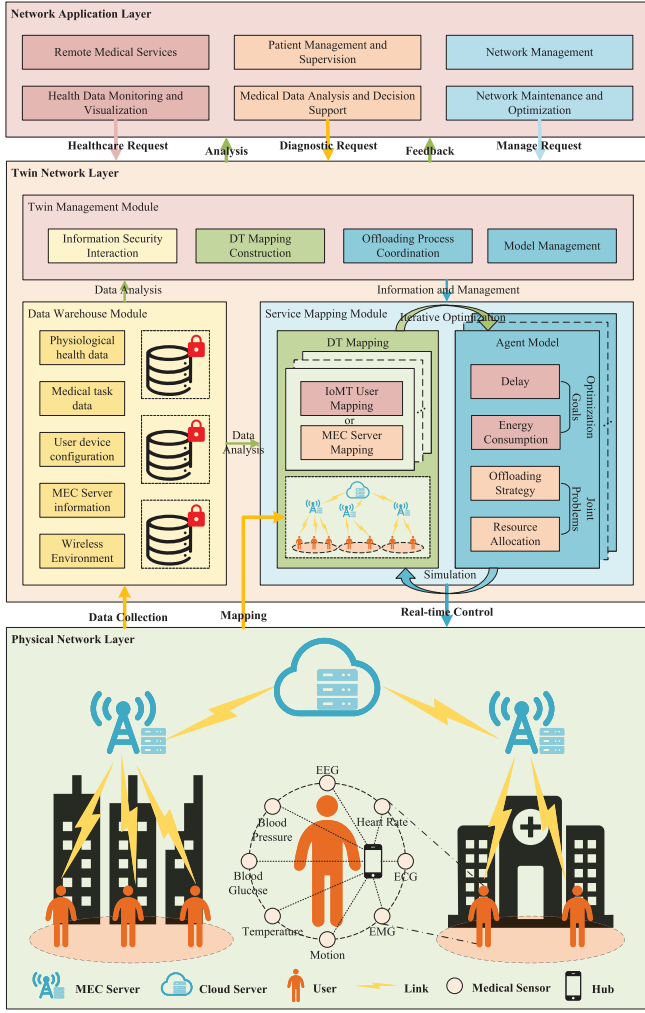 Network Application Layer
Remote Medical Services
Patient Management and
Supervision
Network Management
Health Data Monitoring and
Visualization
Medical Data Analysis and Decision
Support
Network Maintenance and
Optimization
Healthcare Request
Analysis
Diagnostic Request
Feedback
Manage Request
Twin Network Layer
Twin Management Module
Information Security
Interaction
DT Mapping
Construction
Offloading Process
Coordination
Model Management
Data Analysis
Information and Management
Data Warehouse Module
Physiological
health data
Medical task
data
User device
configuration
MEC Server
information
Wireless
Environment
Data
Analysis
Service Mapping Module
Iterative Optimization
DT Mapping
IoMT User
Mapping
or
MEC Server
Mapping
Agent Model
Delay
Energy
Consumption
Optimization
Goals
Offloading
Strategy
Resource
Allocation
Joint
Problems
Simulation
Data Collection
Mapping
Real-time Control
Physical Network Layer
EEG
Blood
Pressure
Heart Rate
Blood
Glucose
ECG
Temperature
EMG
Motion
MEC Server
Cloud Server
User
Link
Medical Sensor
Hub